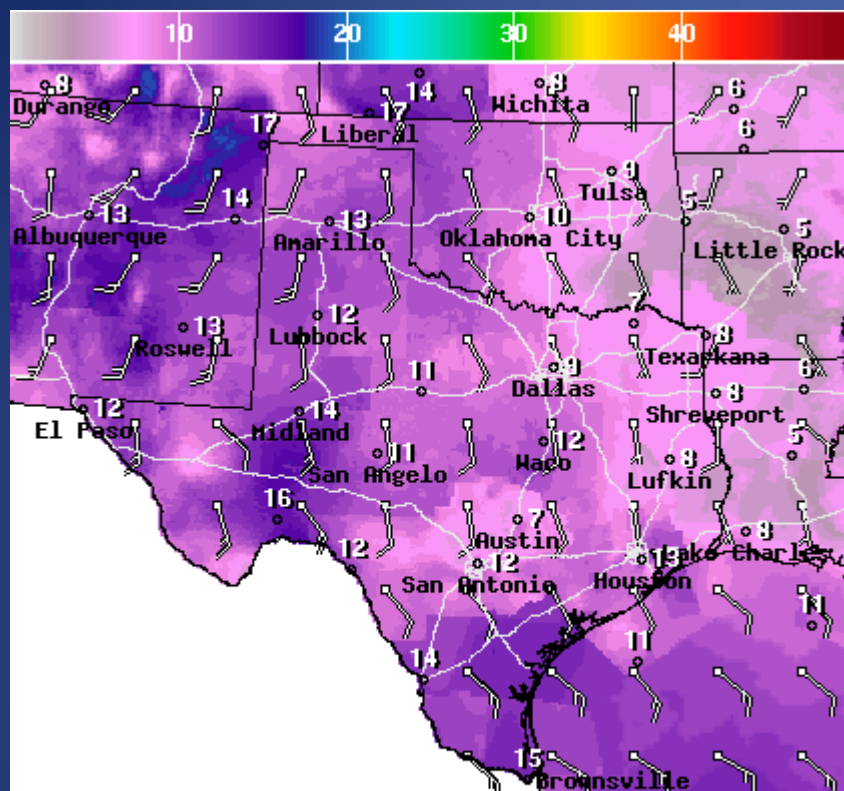 10 20 30 40
8 14 8 6
Durango Wichita
17 Liberal 17
6
9
Tulsa
13 14 13 10 5 5
Albuquerque Amarillo Oklahoma City Little Rock
12 7
13 Lubbock 8
Roswell Texarkana
9
11 Dallas 8 6
12 14 Shreveport
El Paso Midland
11 12 8 5
San Angelo Waco Lufkin
16 7 8
Austin
12 12 13 Lake Charles
San Antonio Houston
11
11
14
15
Brownsville